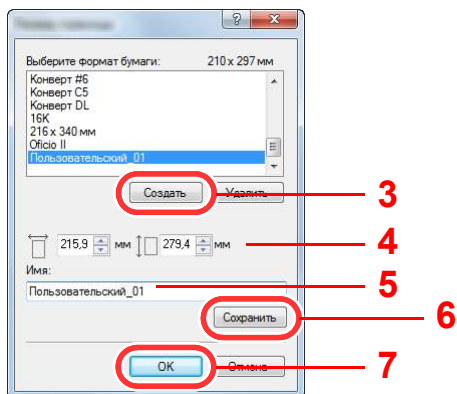 Выберите формат бумаги: 210 x 297 мм
Конверт #6
Конверт C5
Конверт DL
16K
216 x 340 мм
Oficio II
Пользовательский_01
Создать Удалить 3
215,9 мм 279,4 мм 4
Имя:
Пользовательский_01 5
Сохранить 6
OK Отмена 7